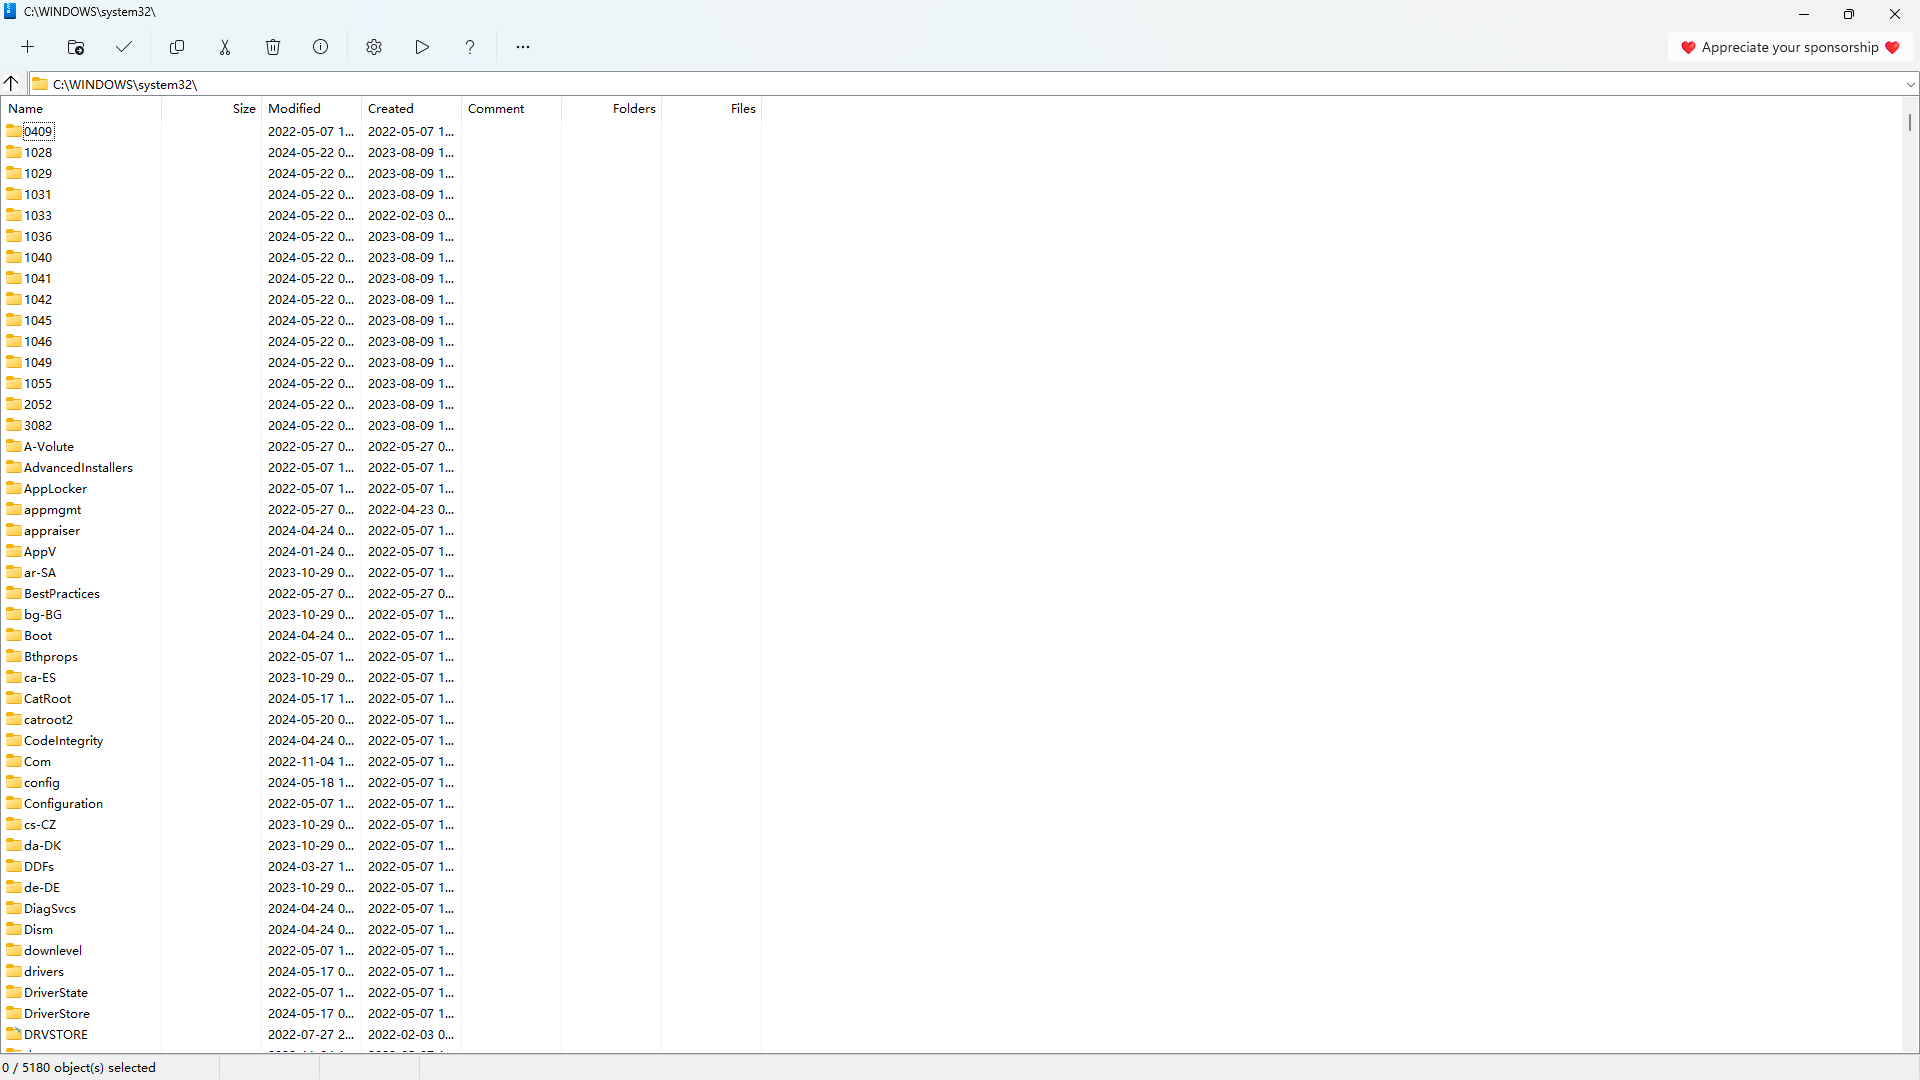 C:\WINDOWS\system32\
Appreciate your sponsorship
C:\WINDOWS\system32\
Name Size Modified Created Comment Folders Files
0409 2022-05-07 1... 2022-05-07 1...
1028 2024-05-22 0... 2023-08-09 1...
1029 2024-05-22 0... 2023-08-09 1...
1031 2024-05-22 0... 2023-08-09 1...
1033 2024-05-22 0... 2022-02-03 0...
1036 2024-05-22 0... 2023-08-09 1...
1040 2024-05-22 0... 2023-08-09 1...
1041 2024-05-22 0... 2023-08-09 1...
1042 2024-05-22 0... 2023-08-09 1...
1045 2024-05-22 0... 2023-08-09 1...
1046 2024-05-22 0... 2023-08-09 1...
1049 2024-05-22 0... 2023-08-09 1...
1055 2024-05-22 0... 2023-08-09 1...
2052 2024-05-22 0... 2023-08-09 1...
3082 2024-05-22 0... 2023-08-09 1...
A-Volute 2022-05-27 0... 2022-05-27 0...
AdvancedInstallers 2022-05-07 1... 2022-05-07 1...
AppLocker 2022-05-07 1... 2022-05-07 1...
appmgmt 2022-05-27 0... 2022-04-23 0...
appraiser 2024-04-24 0... 2022-05-07 1...
AppV 2024-01-24 0... 2022-05-07 1...
ar-SA 2023-10-29 0... 2022-05-07 1...
BestPractices 2022-05-27 0... 2022-05-27 0...
bg-BG 2023-10-29 0... 2022-05-07 1...
Boot 2024-04-24 0... 2022-05-07 1...
Bthprops 2022-05-07 1... 2022-05-07 1...
ca-ES 2023-10-29 0... 2022-05-07 1...
CatRoot 2024-05-17 1... 2022-05-07 1...
catroot2 2024-05-20 0... 2022-05-07 1...
CodeIntegrity 2024-04-24 0... 2022-05-07 1...
Com 2022-11-04 1... 2022-05-07 1...
config 2024-05-18 1... 2022-05-07 1...
Configuration 2022-05-07 1... 2022-05-07 1...
cs-CZ 2023-10-29 0... 2022-05-07 1...
da-DK 2023-10-29 0... 2022-05-07 1...
DDFs 2024-03-27 1... 2022-05-07 1...
de-DE 2023-10-29 0... 2022-05-07 1...
DiagSvcs 2024-04-24 0... 2022-05-07 1...
Dism 2024-04-24 0... 2022-05-07 1...
downlevel 2022-05-07 1... 2022-05-07 1...
drivers 2024-05-17 0... 2022-05-07 1...
DriverState 2022-05-07 1... 2022-05-07 1...
DriverStore 2024-05-17 0... 2022-05-07 1...
DRVSTORE 2022-07-27 2... 2022-02-03 0...
0 / 5180 object(s) selected